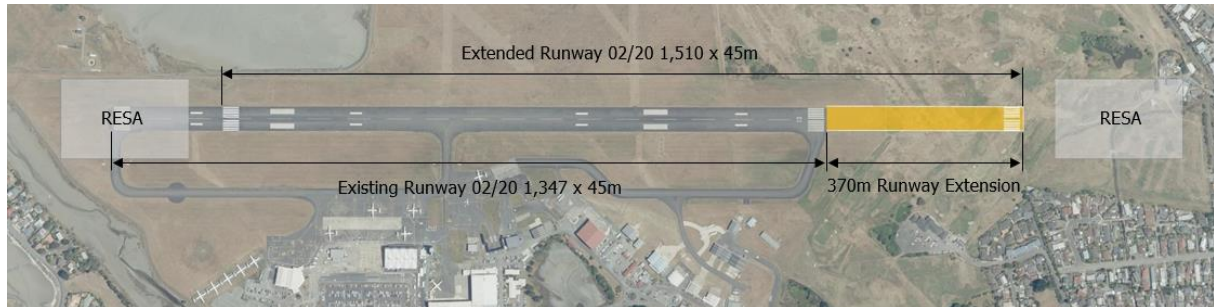 Extended Runway 02/20 1,510 x 45m
RESA
RESA
Existing Runway 02/20 1,347 x 45m
370m Runway Extension